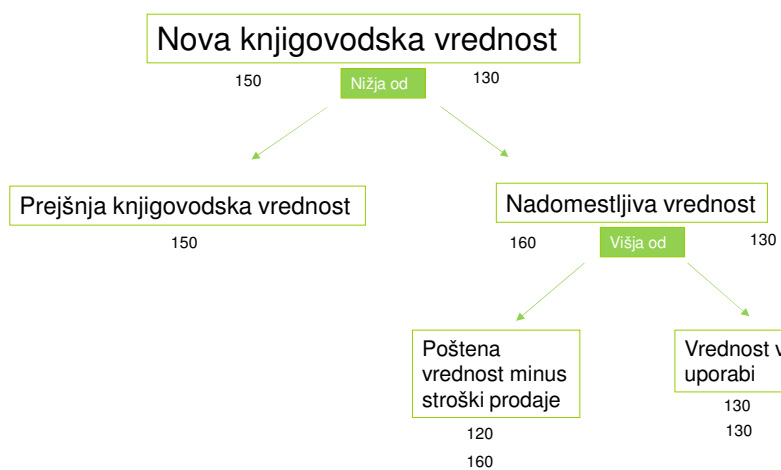 Nova knjigovodska vrednost
150
Nižja od
130
Prejšnja knjigovodska vrednost
150
Nadomestljiva vrednost
160
Višja od
130
Poštena
vrednost minus
stroški prodaje
120
160
Vrednost v
uporabi
130
130